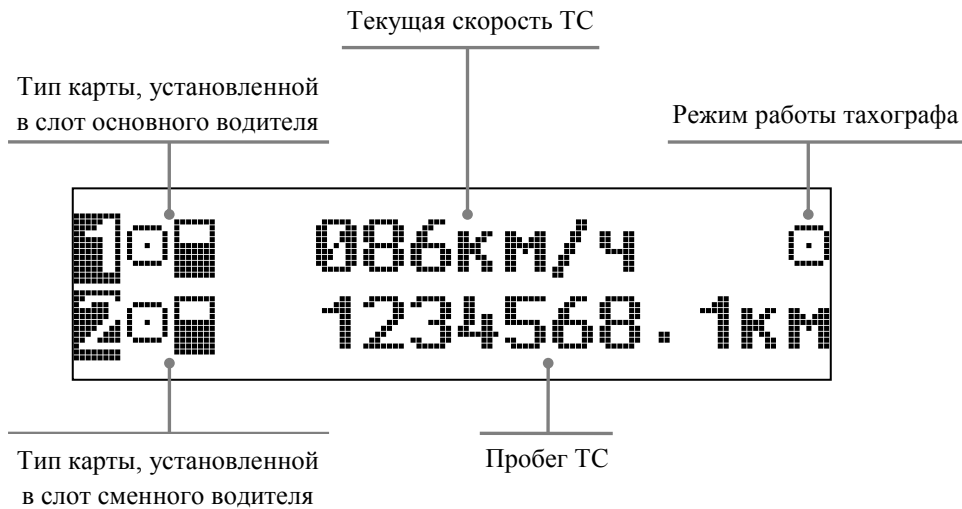 Текущая скорость ТС
Тип карты, установленной
в слот основного водителя
Режим работы тахографа
1 086км/ч
2 1234568.1км
Тип карты, установленной
в слот сменного водителя
Пробег ТС